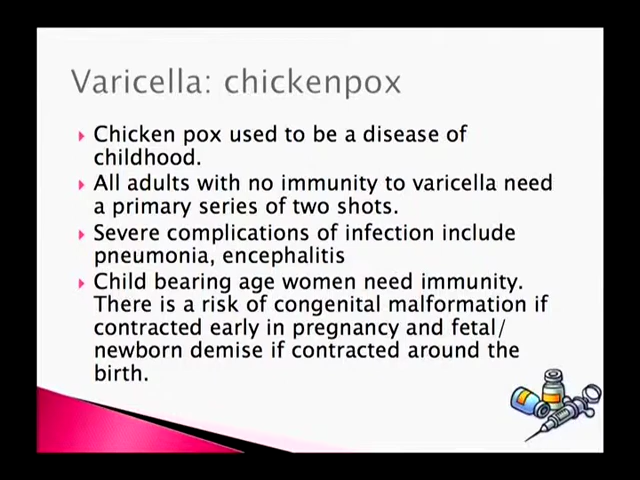 Varicella: chickenpox
Chicken pox used to be a disease of
childhood.
All adults with no immunity to varicella need
a primary series of two shots.
Severe complications of infection include
pneumonia, encephalitis
Child bearing age women need immunity.
There is a risk of congenital malformation if
contracted early in pregnancy and fetal/
newborn demise if contracted around the
birth.